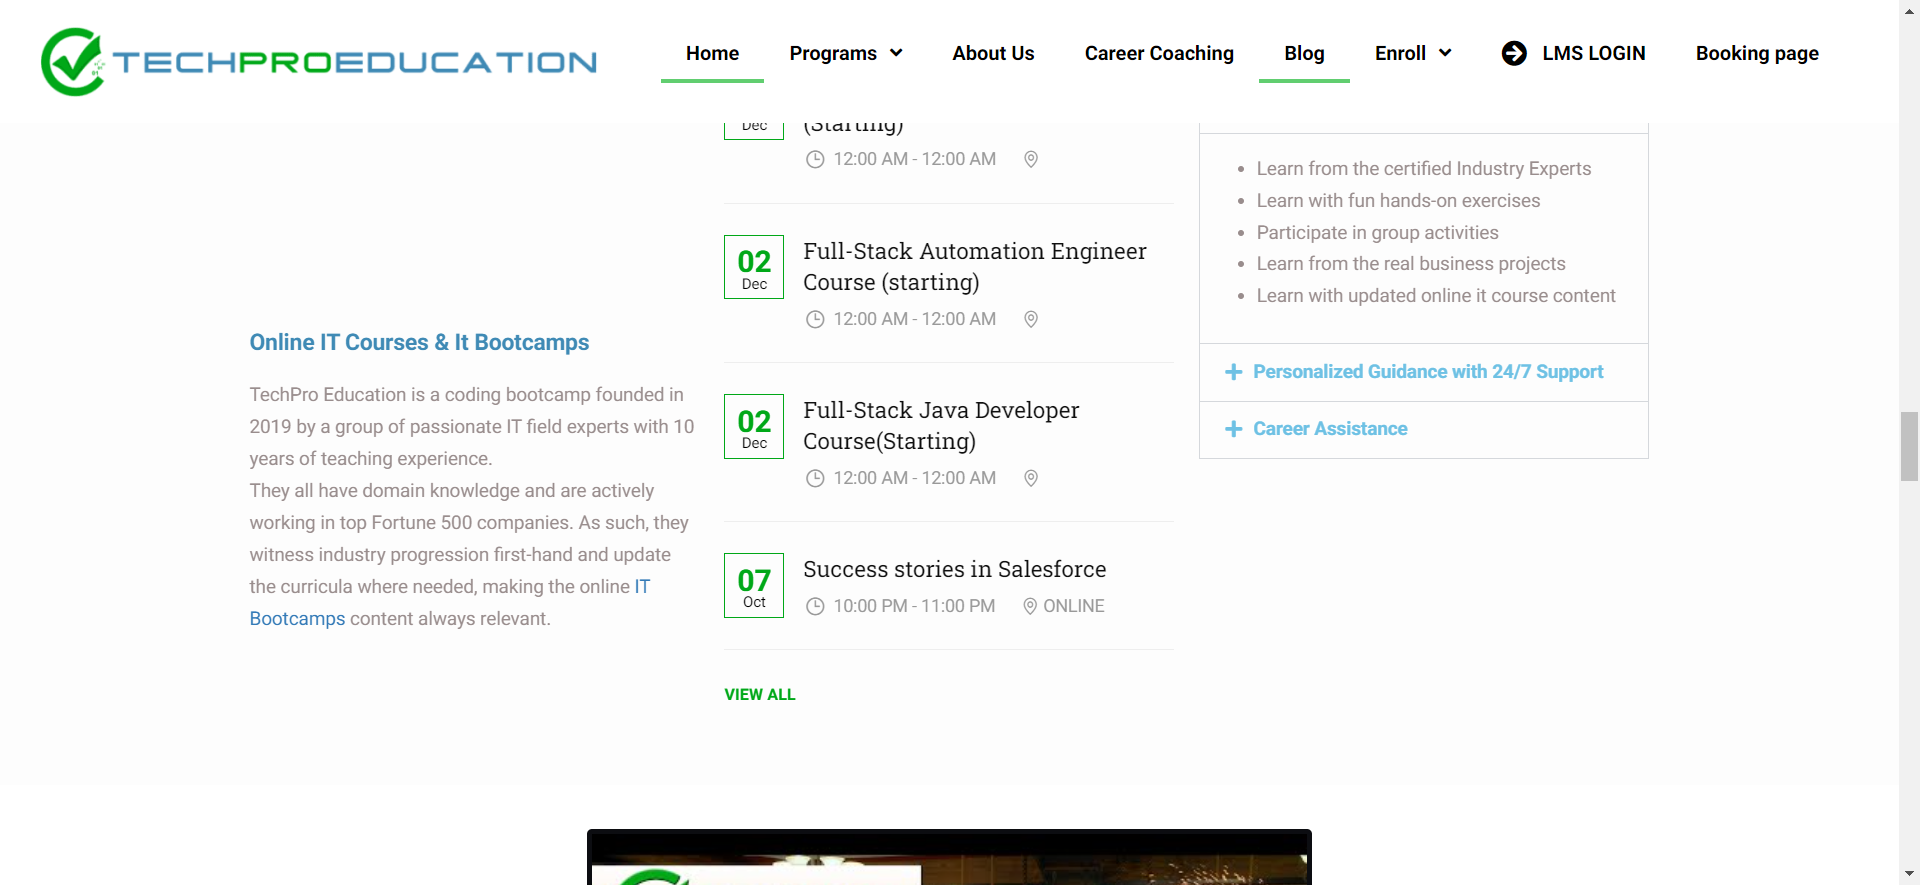 TECHPROEDUCATION
Home
Programs
About Us
Career Coaching
Blog
Enroll
LMS LOGIN
Booking page
Online IT Courses & It Bootcamps
TechPro Education is a coding bootcamp founded in
2019 by a group of passionate IT field experts with 10
years of teaching experience.
They all have domain knowledge and are actively
working in top Fortune 500 companies. As such, they
witness industry progression first-hand and update
the curricula where needed, making the online IT
Bootcamps content always relevant.
Dec
(Starting)
12:00 AM - 12:00 AM
02
Dec
Full-Stack Automation Engineer
Course (starting)
12:00 AM - 12:00 AM
02
Dec
Full-Stack Java Developer
Course(Starting)
12:00 AM - 12:00 AM
07
Oct
Success stories in Salesforce
10:00 PM - 11:00 PM
ONLINE
VIEW ALL
Learn from the certified Industry Experts
Learn with fun hands-on exercises
Participate in group activities
Learn from the real business projects
Learn with updated online it course content
Personalized Guidance with 24/7 Support
Career Assistance